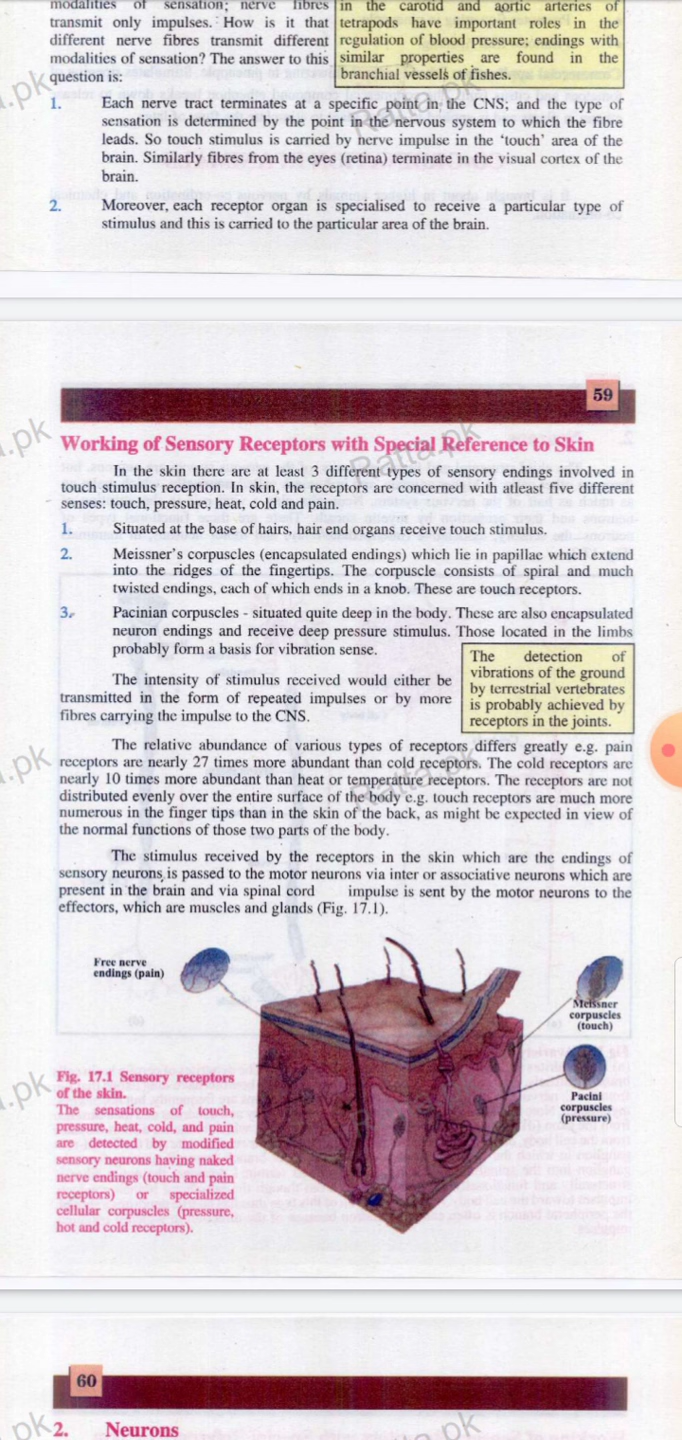 modalities of sensation; nerve fibres
transmit only impulses. How is it that
different nerve fibres transmit different
modalities of sensation? The answer to this
question is:
in the carotid and aortic arteries of
tetrapods have important roles in the
regulation of blood pressure; endings with
similar properties are found in the
branchial vessels of fishes.
1. Each nerve tract terminates at a specific point in the CNS; and the type of
sensation is determined by the point in the nervous system to which the fibre
leads. So touch stimulus is carried by nerve impulse in the ‘touch’ area of the
brain. Similarly fibres from the eyes (retina) terminate in the visual cortex of the
brain.
2. Moreover, each receptor organ is specialised to receive a particular type of
stimulus and this is carried to the particular area of the brain.
59
Working of Sensory Receptors with Special Reference to Skin
In the skin there are at least 3 different types of sensory endings involved in
touch stimulus reception. In skin, the receptors are concerned with atleast five different
senses: touch, pressure, heat, cold and pain.
1. Situated at the base of hairs, hair end organs receive touch stimulus.
2. Meissner's corpuscles (encapsulated endings) which lie in papillae which extend
into the ridges of the fingertips. The corpuscle consists of spiral and much
twisted endings, each of which ends in a knob. These are touch receptors.
3. Pacinian corpuscles - situated quite deep in the body. These are also encapsulated
neuron endings and receive deep pressure stimulus. Those located in the limbs
probably form a basis for vibration sense.
The intensity of stimulus received would either be
transmitted in the form of repeated impulses or by more
fibres carrying the impulse to the CNS.
The detection of
vibrations of the ground
by terrestrial vertebrates
is probably achieved by
receptors in the joints.
The relative abundance of various types of receptors differs greatly e.g. pain
receptors are nearly 27 times more abundant than cold receptors. The cold receptors are
nearly 10 times more abundant than heat or temperature receptors. The receptors are not
distributed evenly over the entire surface of the body e.g. touch receptors are much more
numerous in the finger tips than in the skin of the back, as might be expected in view of
the normal functions of those two parts of the body.
The stimulus received by the receptors in the skin which are the endings of
sensory neurons is passed to the motor neurons via inter or associative neurons which are
present in the brain and via spinal cord impulse is sent by the motor neurons to the
effectors, which are muscles and glands (Fig. 17.1).
Free nerve
endings (pain)
Meissner
corpuscles
(touch)
Pacini
corpuscles
(pressure)
Fig. 17.1 Sensory receptors
of the skin.
The sensations of touch,
pressure, heat, cold, and pain
are detected by modified
sensory neurons having naked
nerve endings (touch and pain
receptors) or specialized
cellular corpuscles (pressure,
hot and cold receptors).
60
2. Neurons
Ratta.pk
Ratta.pk
Ratta.pk
.pk
.pk
.pk
.pk
.pk
.pk